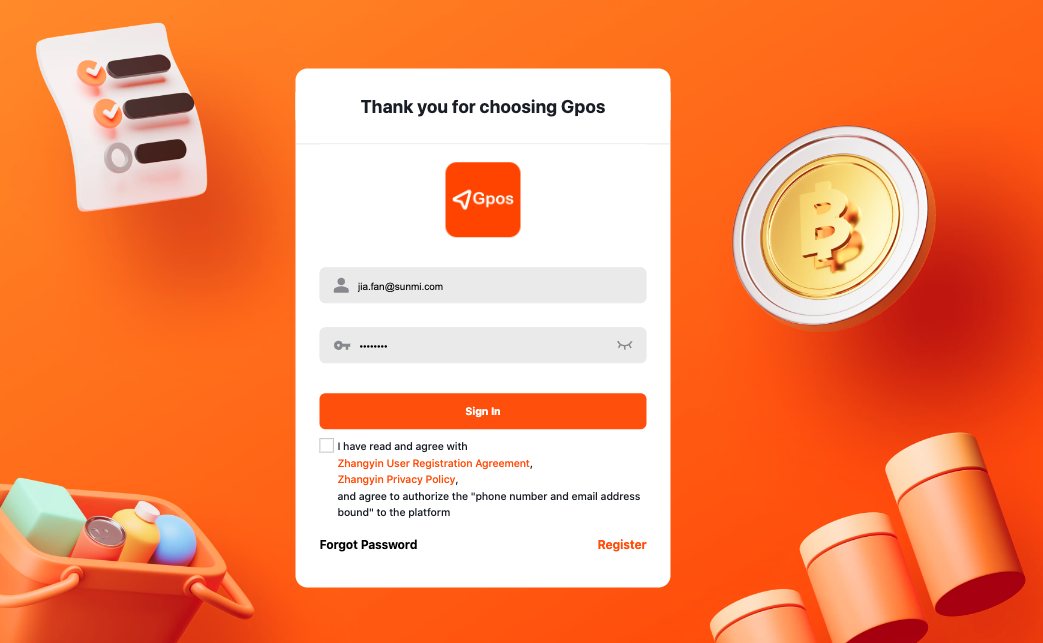 Thank you for choosing Gpos
Gpos
jia.fan@sunmi.com
••••••••
Sign In
I have read and agree with
Zhangyin User Registration Agreement,
Zhangyin Privacy Policy,
and agree to authorize the "phone number and email address
bound" to the platform
Forgot Password
Register